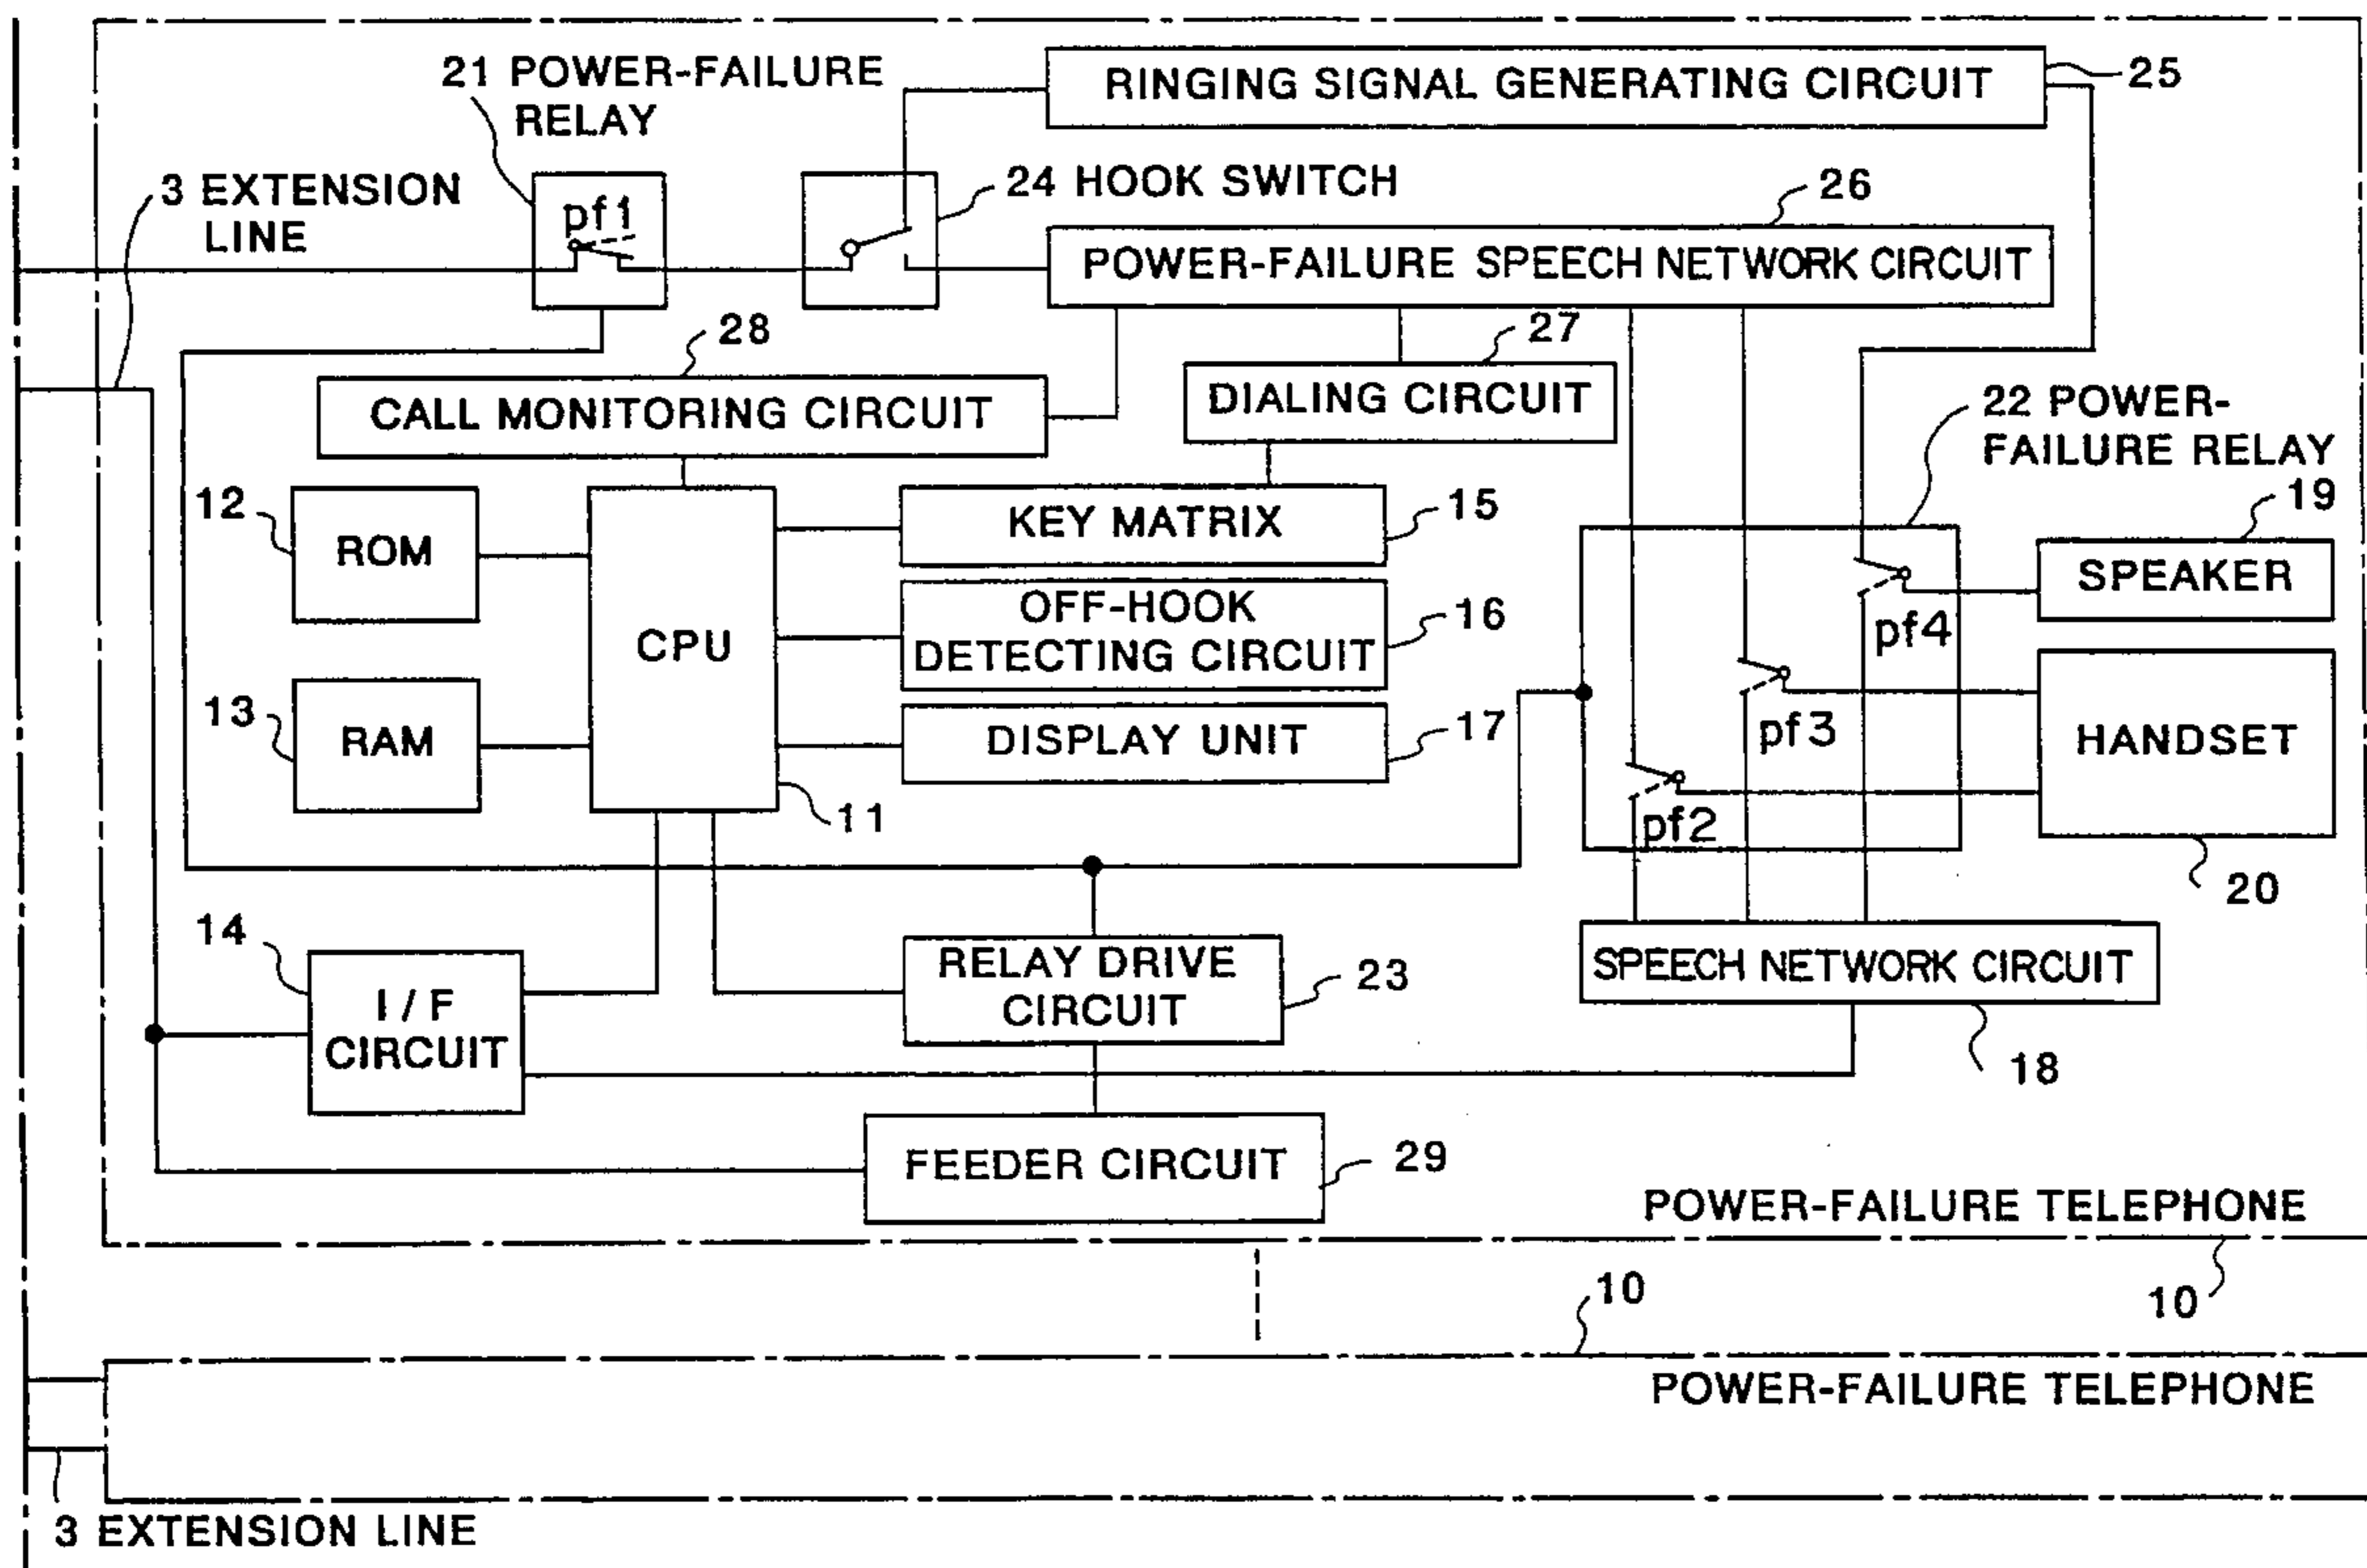 21 POWER-FAILURE
RELAY
RINGING SIGNAL GENERATING CIRCUIT
25
3 EXTENSION
LINE
pf1
24 HOOK SWITCH
26
POWER-FAILURE SPEECH NETWORK CIRCUIT
28
27
CALL MONITORING CIRCUIT
DIALING CIRCUIT
22 POWER-
FAILURE RELAY
12
ROM
KEY MATRIX
15
19
SPEAKER
OFF-HOOK
DETECTING CIRCUIT
16
CPU
pf4
13
RAM
DISPLAY UNIT
17
pf3
HANDSET
11
pf2
20
14
I / F
CIRCUIT
RELAY DRIVE
CIRCUIT
23
SPEECH NETWORK CIRCUIT
18
FEEDER CIRCUIT
29
POWER-FAILURE TELEPHONE
10
10
POWER-FAILURE TELEPHONE
3 EXTENSION LINE